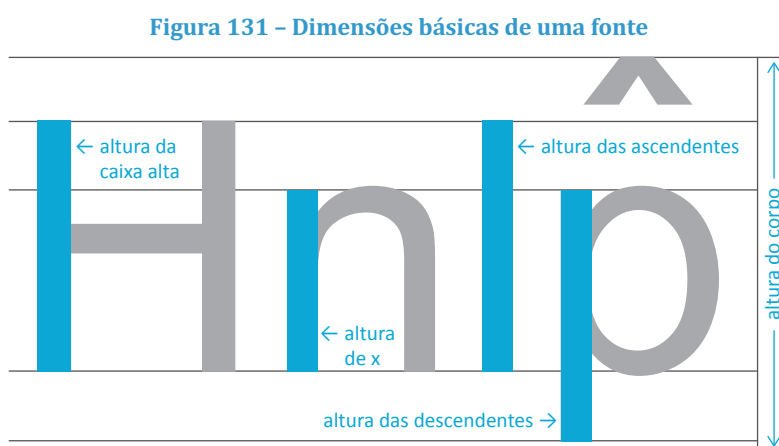 Figura 131 – Dimensões básicas de uma fonte
← altura da
caixa alta
← altura das ascendentes
Hnlp̂
← altura
de x
altura das descendentes →
← altura do corpo →